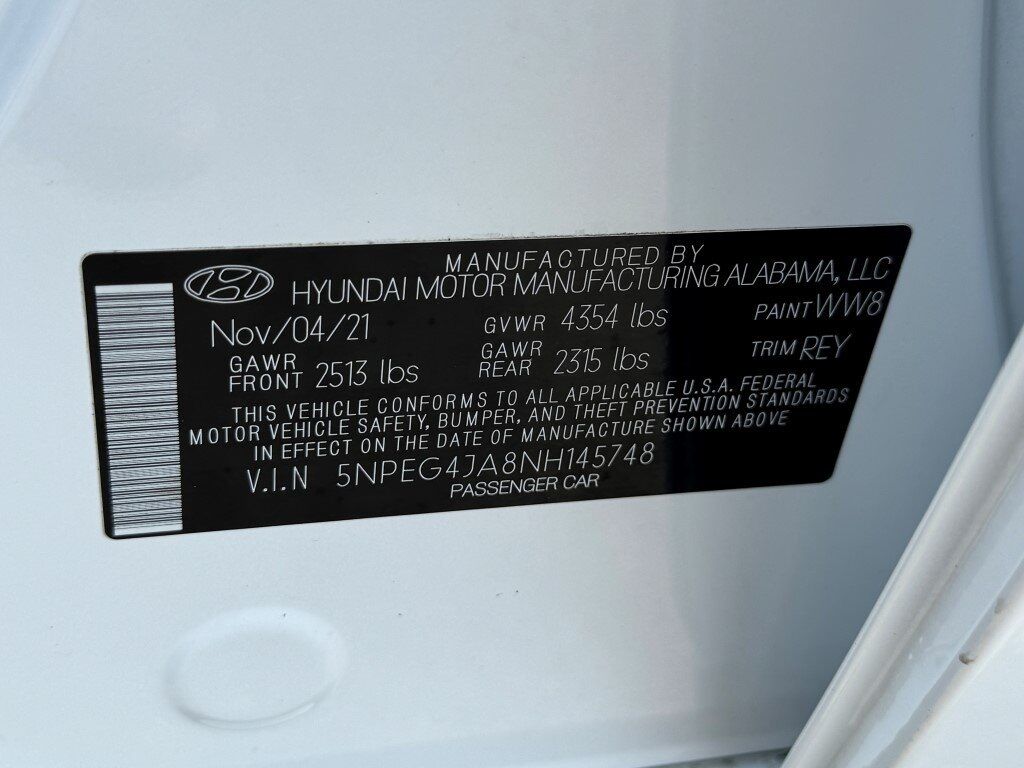 MANUFACTURED BY
HYUNDAI MOTOR MANUFACTURING ALABAMA, LLC
Nov/04/21 GVWR 4354 lbs PAINT WW8
GAWR FRONT 2513 lbs GAWR REAR 2315 lbs TRIM REY
THIS VEHICLE CONFORMS TO ALL APPLICABLE U.S.A. FEDERAL
MOTOR VEHICLE SAFETY, BUMPER, AND THEFT PREVENTION STANDARDS
IN EFFECT ON THE DATE OF MANUFACTURE SHOWN ABOVE
V.I.N 5NPEG4JA8NH145748
PASSENGER CAR